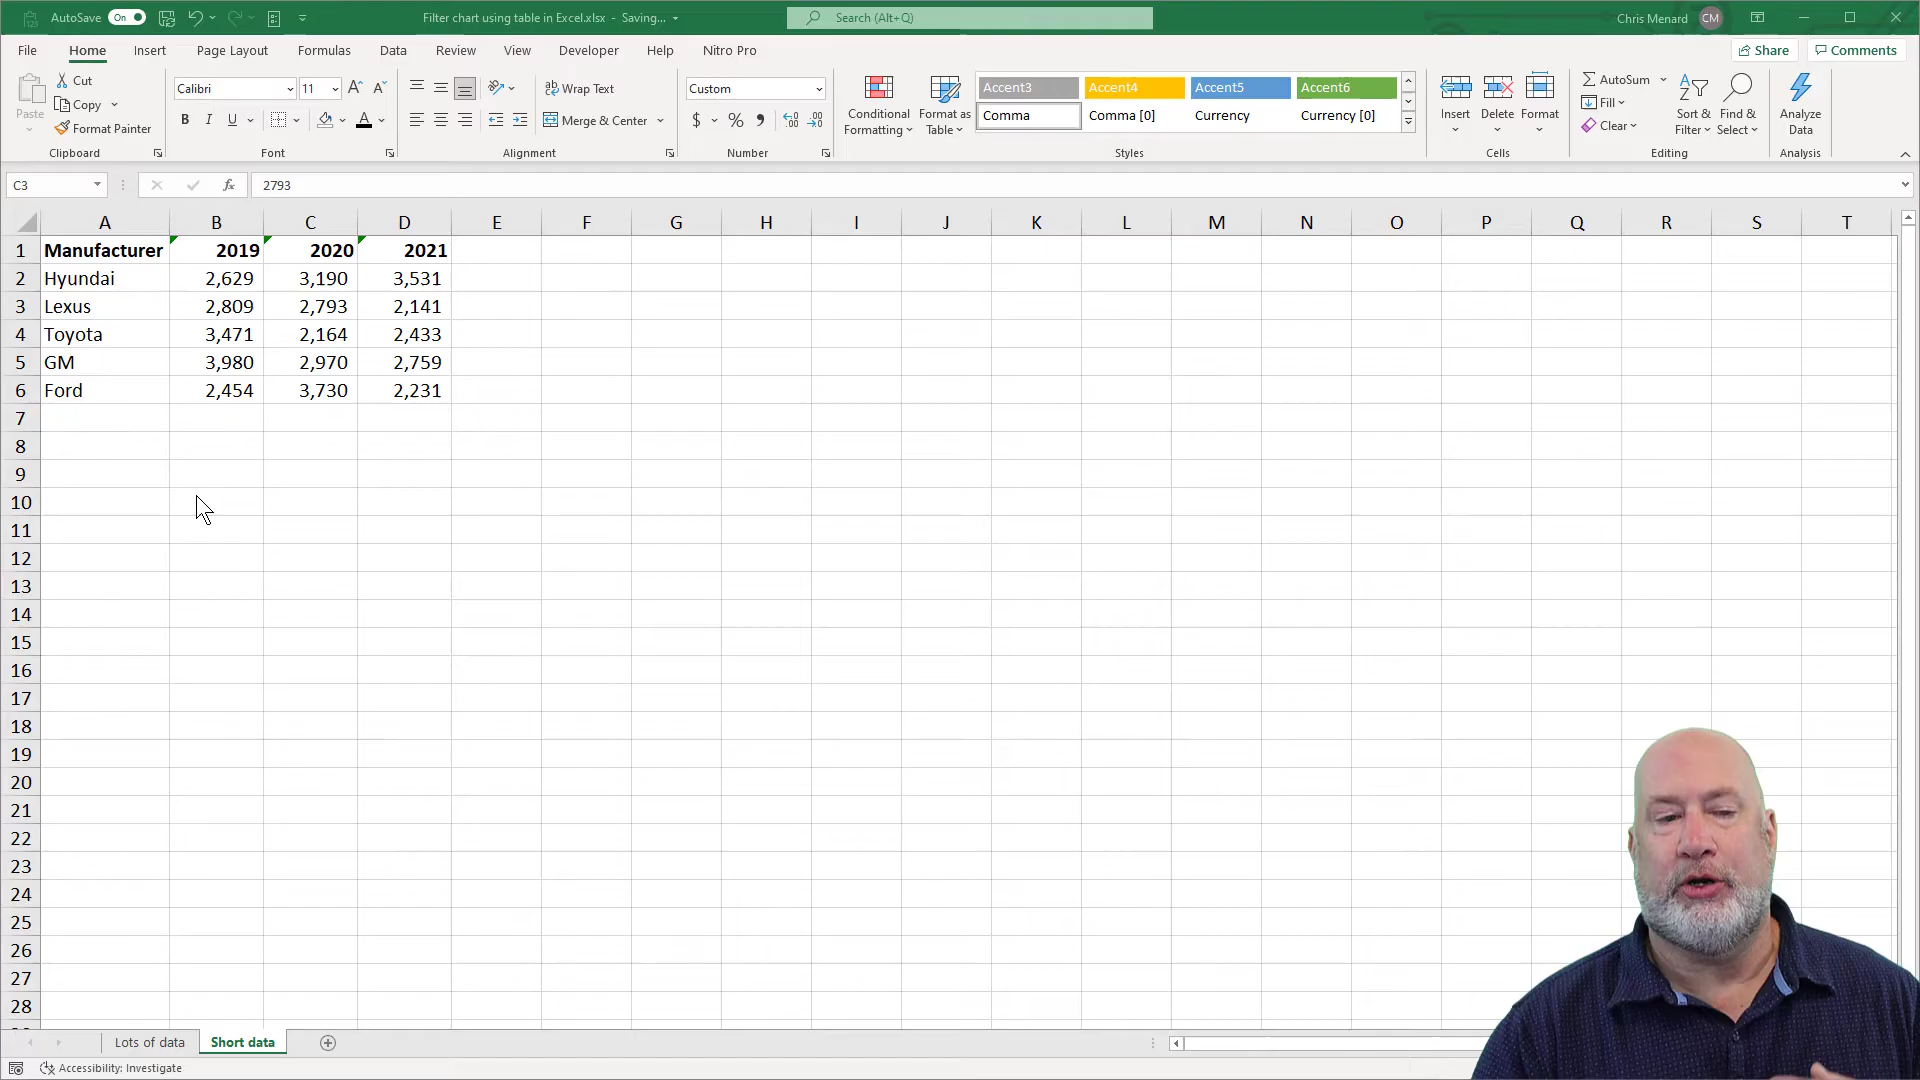 AutoSave On Filter chart using table in Excel.xlsx - Saving... Search (Alt+Q) Chris Menard CM
File Home Insert Page Layout Formulas Data Review View Developer Help Nitro Pro Share Comments
Paste Cut Copy Format Painter Clipboard
Calibri 11 B I U A Font
Wrap Text Merge & Center Alignment
Custom $ % Number
Conditional Formatting Format as Table
Accent3 Accent4 Accent5 Accent6
Comma Comma [0] Currency Currency [0]
Styles
Insert Delete Format Cells
AutoSum Fill Clear Sort & Filter Find & Select Editing
Analyze Data Analysis
C3 fx 2793
A B C D E F G H I J K L M N O P Q R S T
1 Manufacturer 2019 2020 2021
2 Hyundai 2,629 3,190 3,531
3 Lexus 2,809 2,793 2,141
4 Toyota 3,471 2,164 2,433
5 GM 3,980 2,970 2,759
6 Ford 2,454 3,730 2,231
7
8
9
10
11
12
13
14
15
16
17
18
19
20
21
22
23
24
25
26
27
28
Lots of data Short data
Accessibility: Investigate